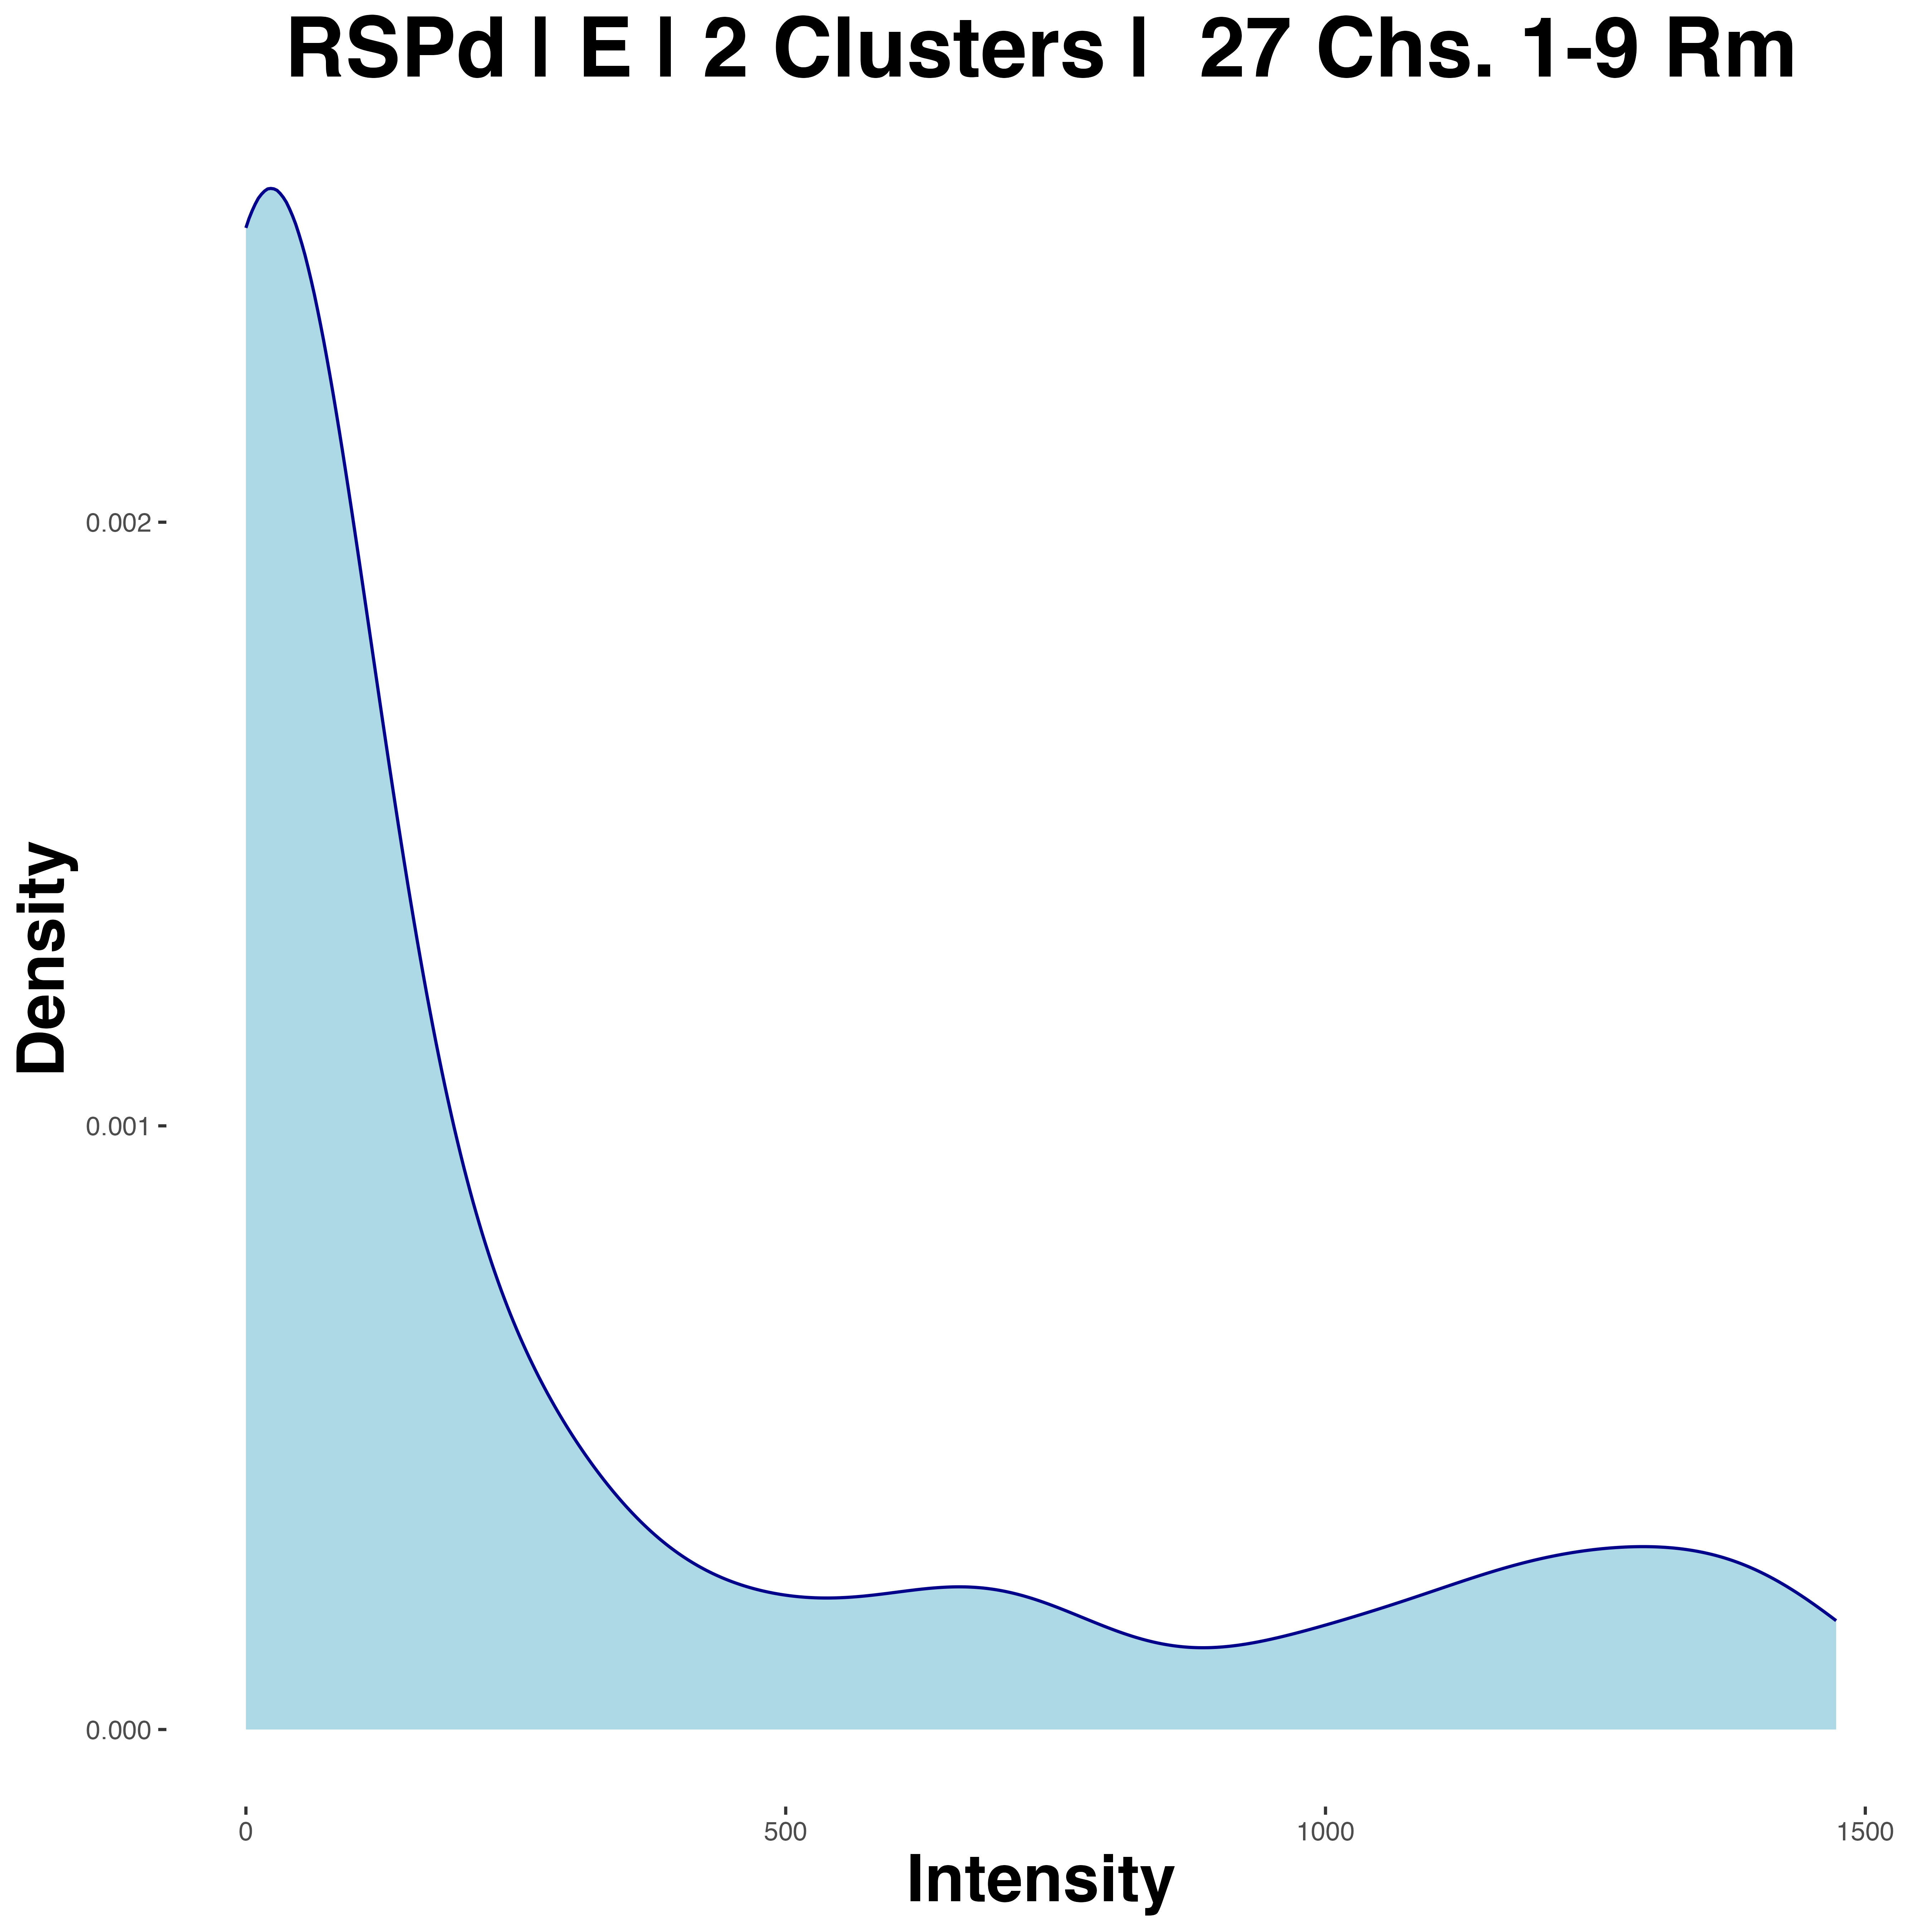 RSPd | E | 2 Clusters |  27 Chs. 1-9 Rm
Density
0.002
0.001
0.000
0
500
1000
1500
Intensity